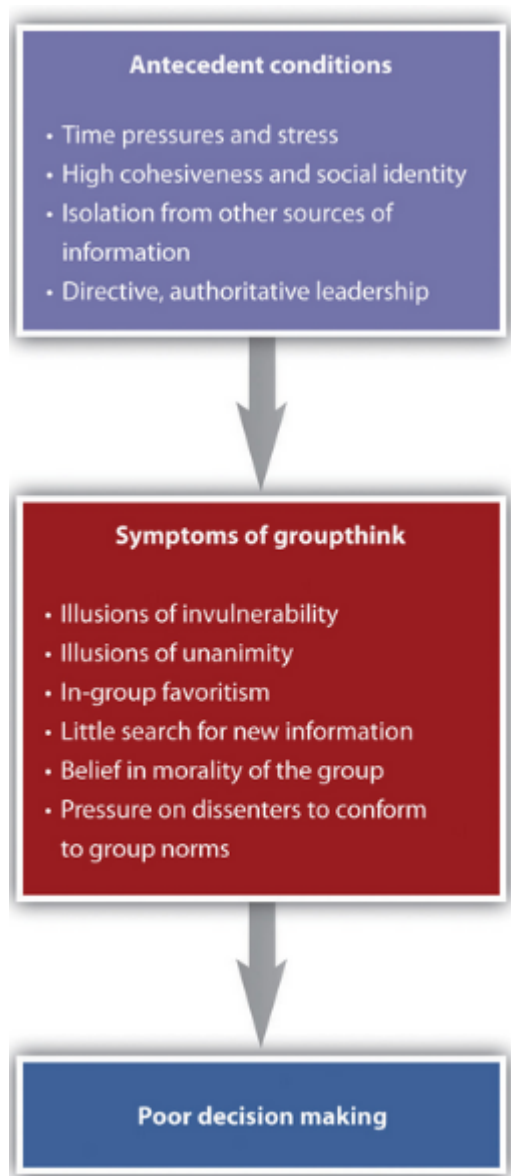 Antecedent conditions
• Time pressures and stress
• High cohesiveness and social identity
• Isolation from other sources of
information
• Directive, authoritative leadership
Symptoms of groupthink
• Illusions of invulnerability
• Illusions of unanimity
• In-group favoritism
• Little search for new information
• Belief in morality of the group
• Pressure on dissenters to conform
to group norms
Poor decision making